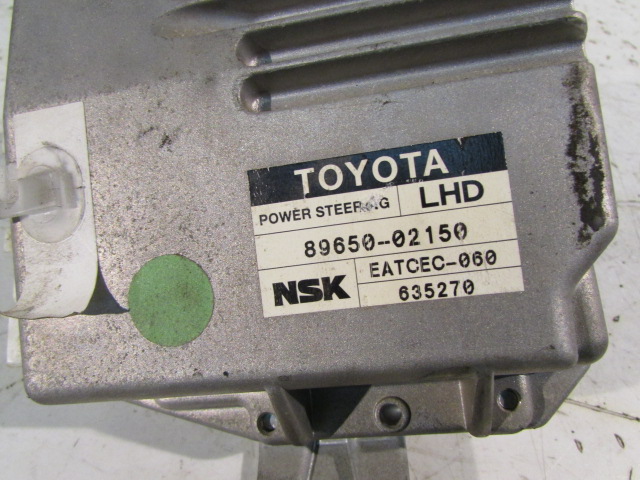 TOYOTA
POWER STEERING LHD
89650-02150
NSK EATCEC-060
635270